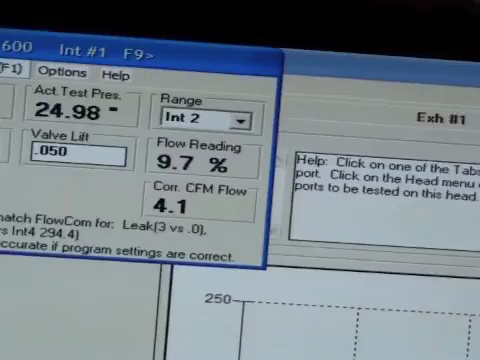 600 Int #1 F9>
(F1) Options Help
Act.Test Pres.
24.98 "
Range
Int 2
Valve Lift
.050
Flow Reading
9.7 %
Corr. CFM Flow
4.1
match FlowCom for: Leak(3 vs .0),
vs Int4 294.4)
accurate if program settings are correct.
Exh #1
Help: Click on one of the Tabs
port. Click on the Head menu
ports to be tested on this head.
250